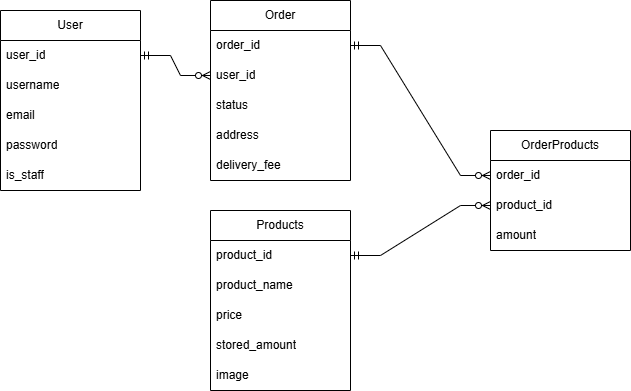 User
user_id
username
email
password
is_staff
Order
order_id
user_id
status
address
delivery_fee
Products
product_id
product_name
price
stored_amount
image
OrderProducts
order_id
product_id
amount